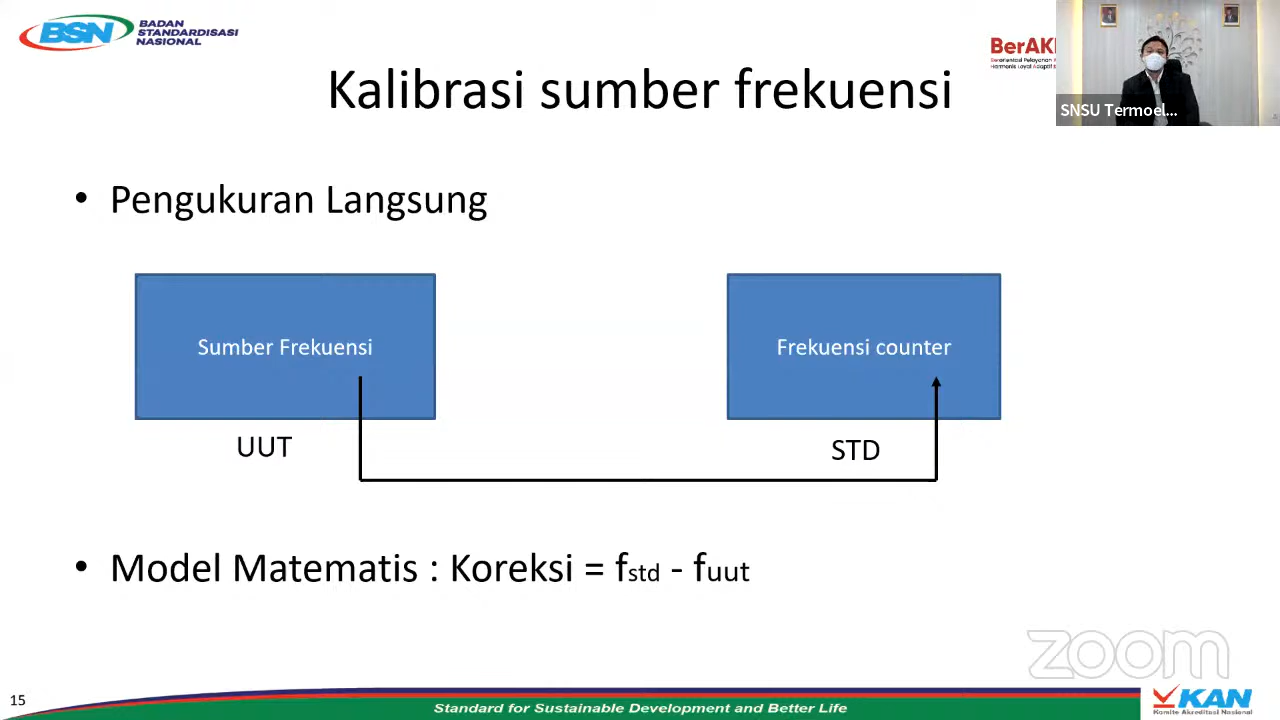 BSN
BADAN
STANDARDISASI
NASIONAL
BerAK
Kalibrasi sumber frekuensi
SNSU Termoel...
• Pengukuran Langsung
Sumber Frekuensi
Frekuensi counter
UUT
STD
• Model Matematis : Koreksi = fstd - fuut
zoom
15
Standard for Sustainable Development and Better Life
KAN
Komite Akreditasi Nasional